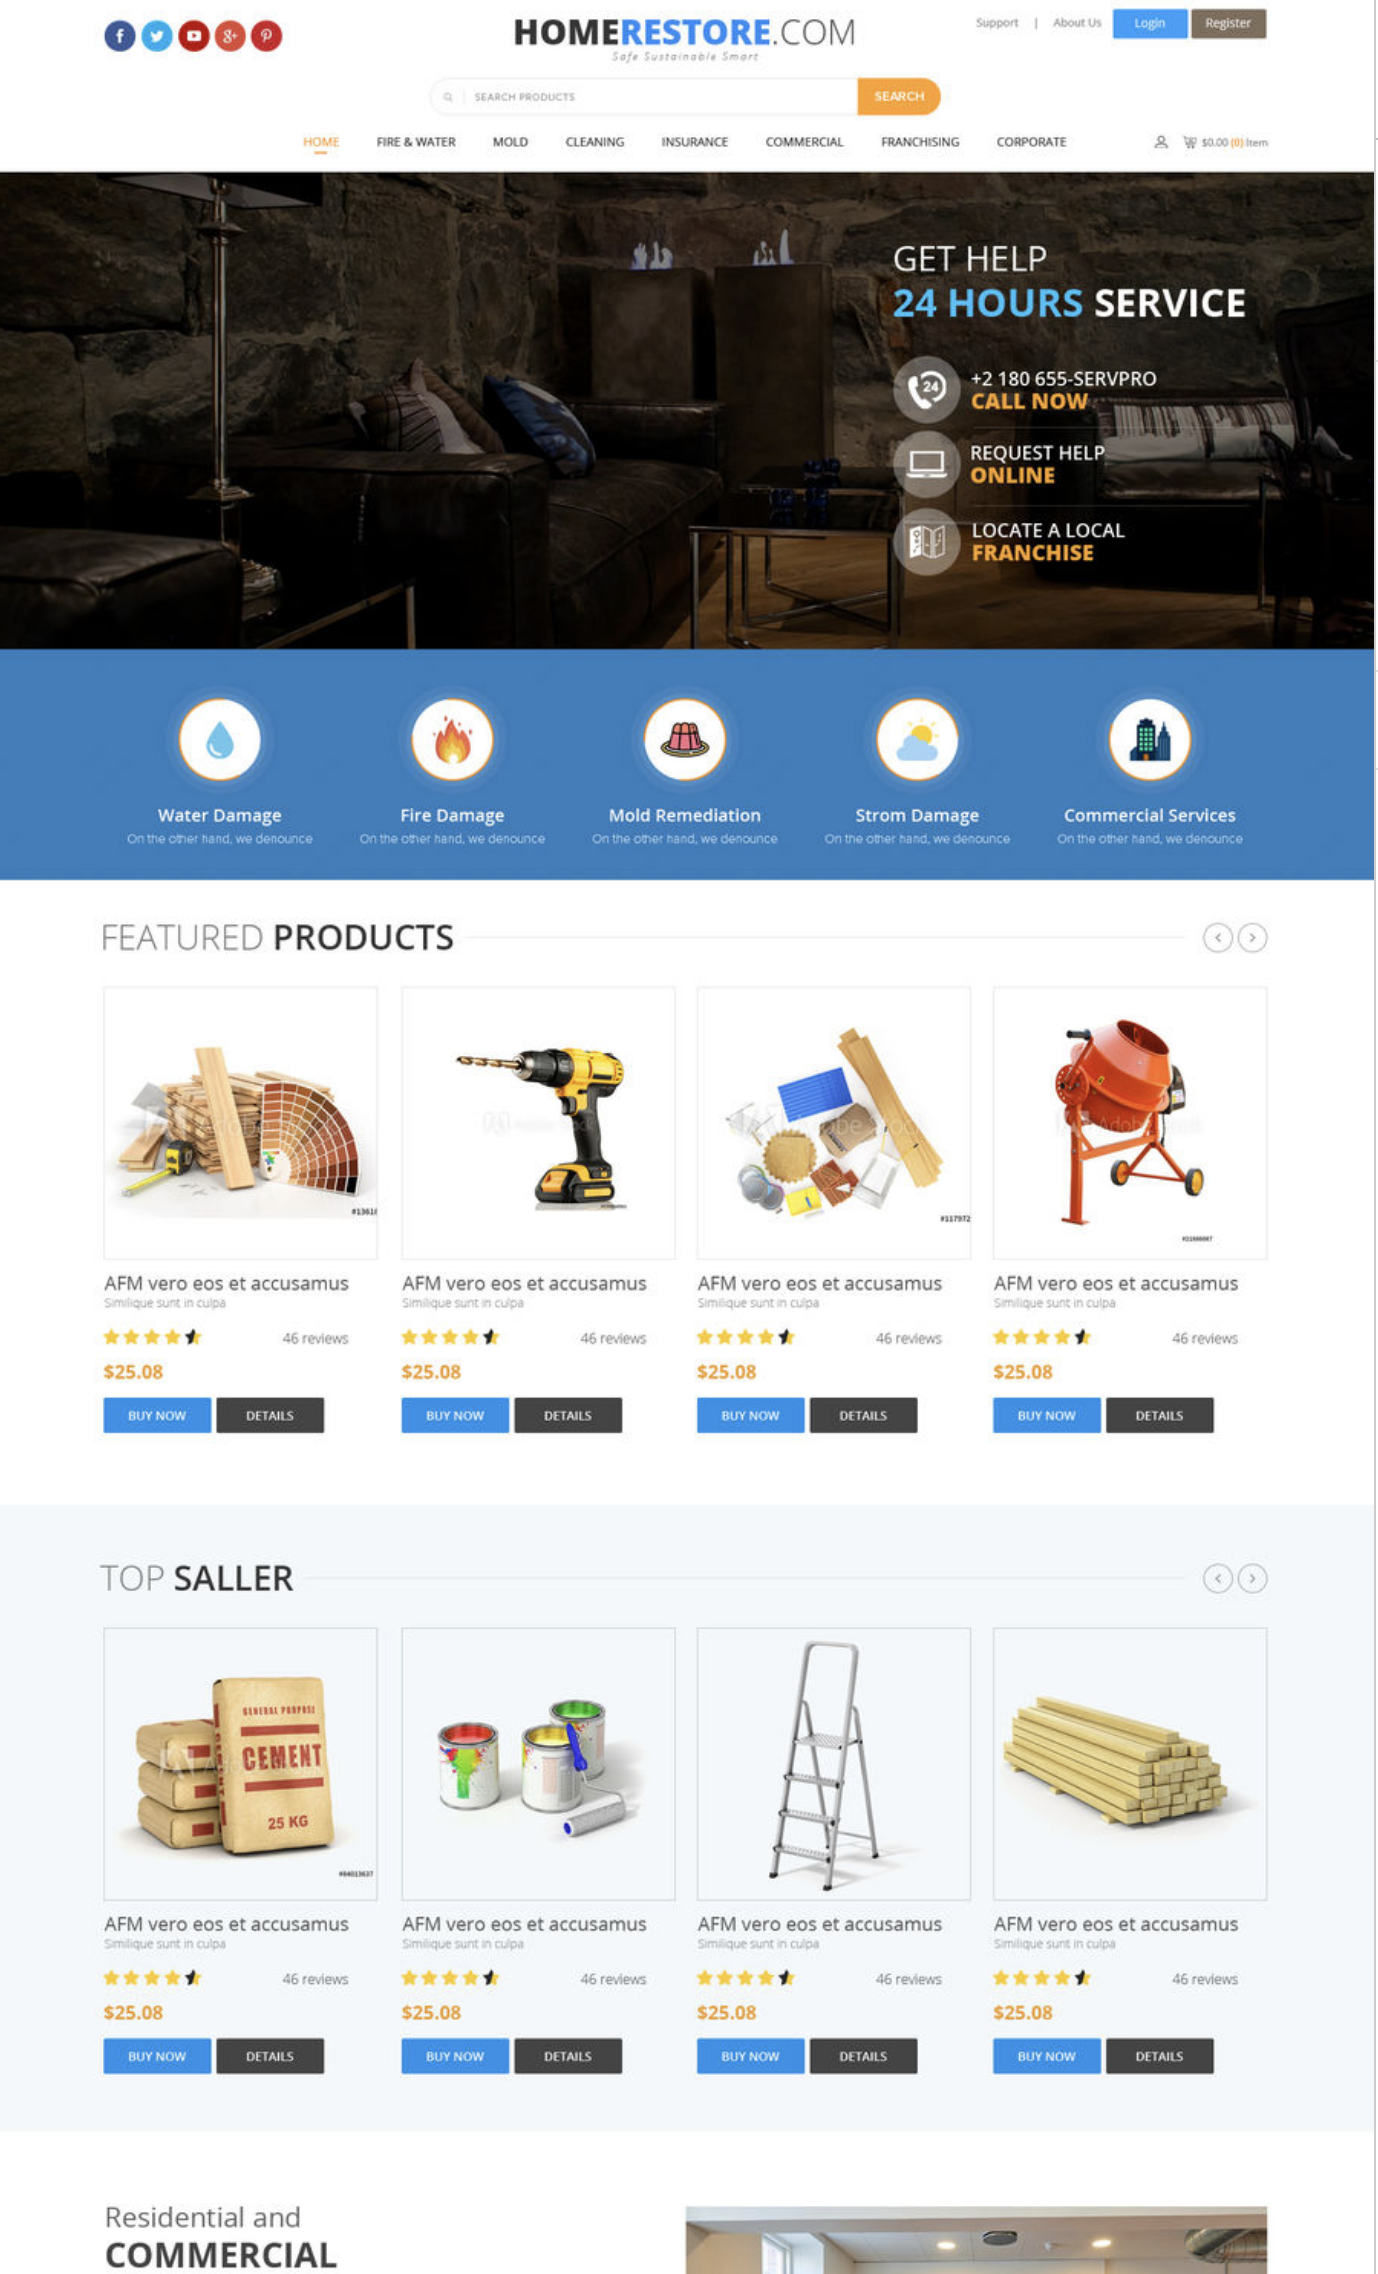 HOMERESTORE.COM
Safe Sustainable Smart
Support | About Us Login Register
SEARCH PRODUCTS SEARCH
HOME FIRE & WATER MOLD CLEANING INSURANCE COMMERCIAL FRANCHISING CORPORATE $0.00 (0) Item
GET HELP
24 HOURS SERVICE
24
+2 180 655-SERVPRO
CALL NOW
REQUEST HELP
ONLINE
LOCATE A LOCAL
FRANCHISE
Water Damage Fire Damage Mold Remediation Strom Damage Commercial Services
On the other hand, we denounce On the other hand, we denounce On the other hand, we denounce On the other hand, we denounce On the other hand, we denounce
FEATURED PRODUCTS
#117972
AFM vero eos et accusamus AFM vero eos et accusamus AFM vero eos et accusamus AFM vero eos et accusamus
Similique sunt in culpa Similique sunt in culpa Similique sunt in culpa Similique sunt in culpa
46 reviews 46 reviews 46 reviews 46 reviews
$25.08 $25.08 $25.08 $25.08
BUY NOW DETAILS BUY NOW DETAILS BUY NOW DETAILS BUY NOW DETAILS
TOP SALLER
GENERAL PURPOSE
CEMENT
25 KG
AFM vero eos et accusamus AFM vero eos et accusamus AFM vero eos et accusamus AFM vero eos et accusamus
Similique sunt in culpa Similique sunt in culpa Similique sunt in culpa Similique sunt in culpa
46 reviews 46 reviews 46 reviews 46 reviews
$25.08 $25.08 $25.08 $25.08
BUY NOW DETAILS BUY NOW DETAILS BUY NOW DETAILS BUY NOW DETAILS
Residential and
COMMERCIAL